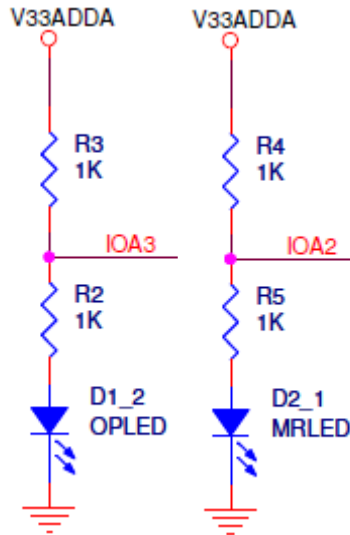 V33ADDA
R3
1K
IOA3
R2
1K
D1_2
OPLED
V33ADDA
R4
1K
IOA2
R5
1K
D2_1
MRLED